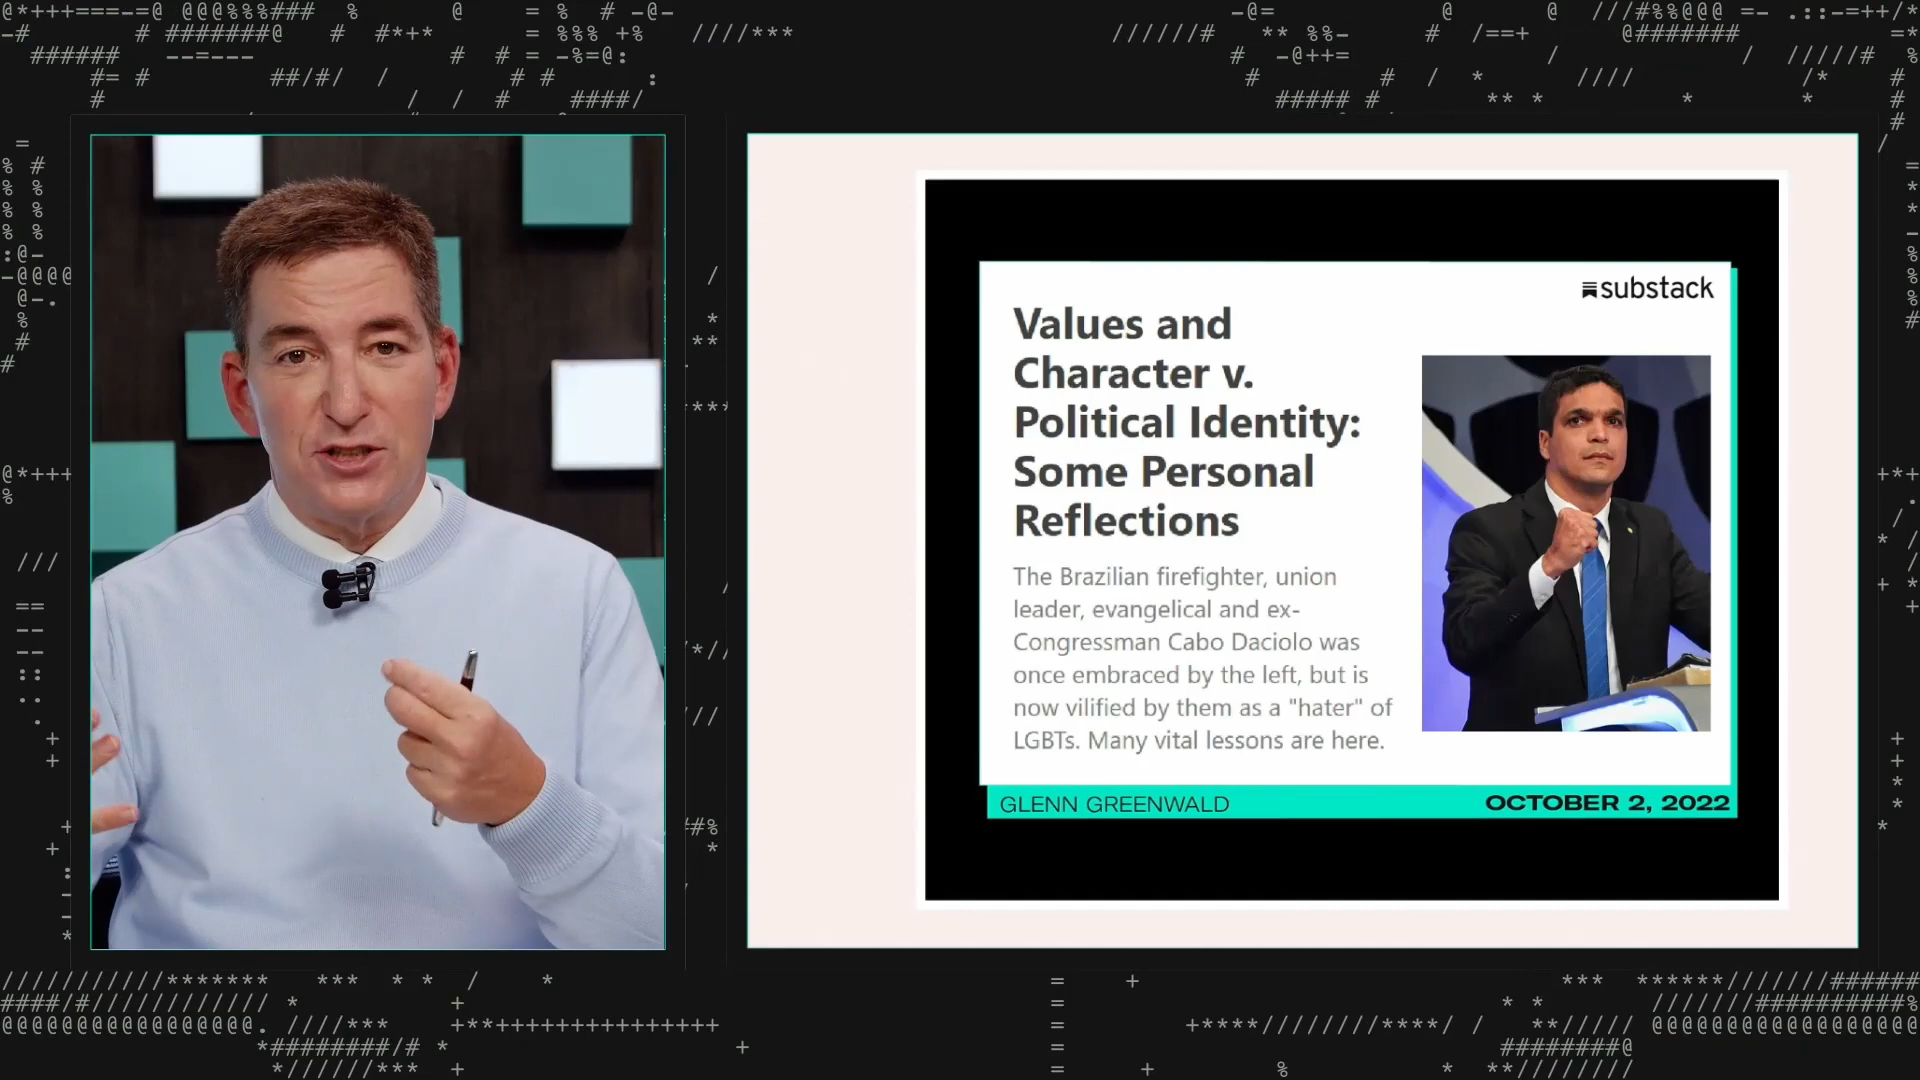 substack
Values and
Character v.
Political Identity:
Some Personal
Reflections
The Brazilian firefighter, union
leader, evangelical and ex-
Congressman Cabo Daciolo was
once embraced by the left, but is
now vilified by them as a "hater" of
LGBTs. Many vital lessons are here.
GLENN GREENWALD
OCTOBER 2, 2022